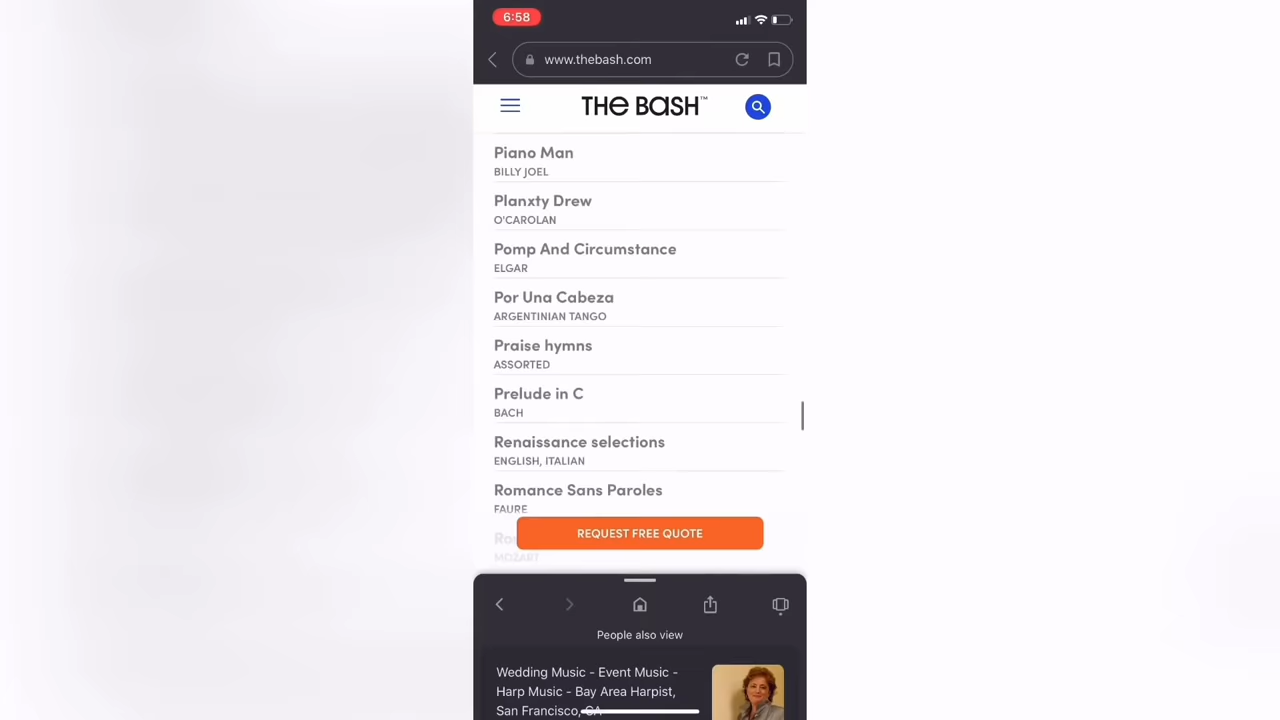 6:58
www.thebash.com
THE BASH™
Piano Man
BILLY JOEL
Planxty Drew
O'CAROLAN
Pomp And Circumstance
ELGAR
Por Una Cabeza
ARGENTINIAN TANGO
Praise hymns
ASSORTED
Prelude in C
BACH
Renaissance selections
ENGLISH, ITALIAN
Romance Sans Paroles
FAURE
REQUEST FREE QUOTE
MOZART
People also view
Wedding Music - Event Music -
Harp Music - Bay Area Harpist,
San Francisco, CA